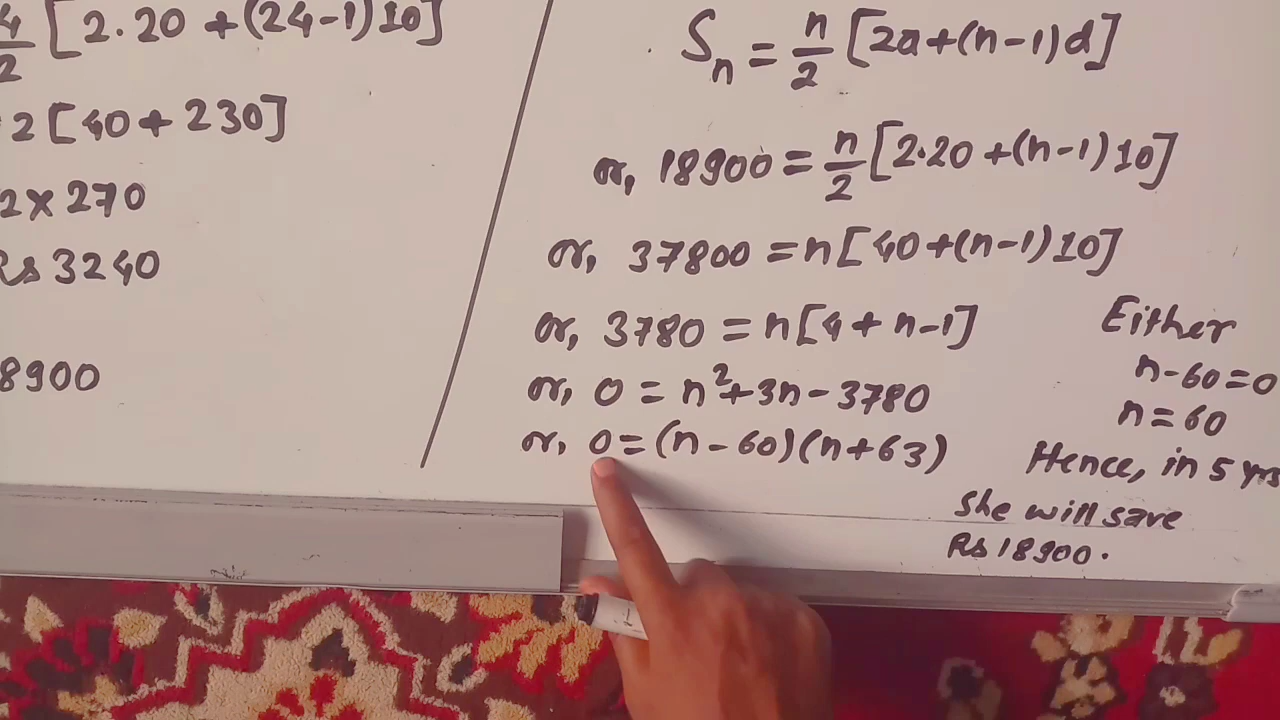 4/2 [2.20 + (24-1)10]
2[40 + 230]
2 × 270
Rs 3240
8900
Sn = n/2 [2a+(n-1)d]
or, 18900 = n/2 [2.20 + (n-1)10]
or, 37800 = n[40 + (n-1)10]
or, 3780 = n[4 + n-1]
or, 0 = n²+3n - 3780
or, 0 = (n-60)(n+63)
Either
n-60=0
n = 60
Hence, in 5 yrs
She will save
Rs 18900.